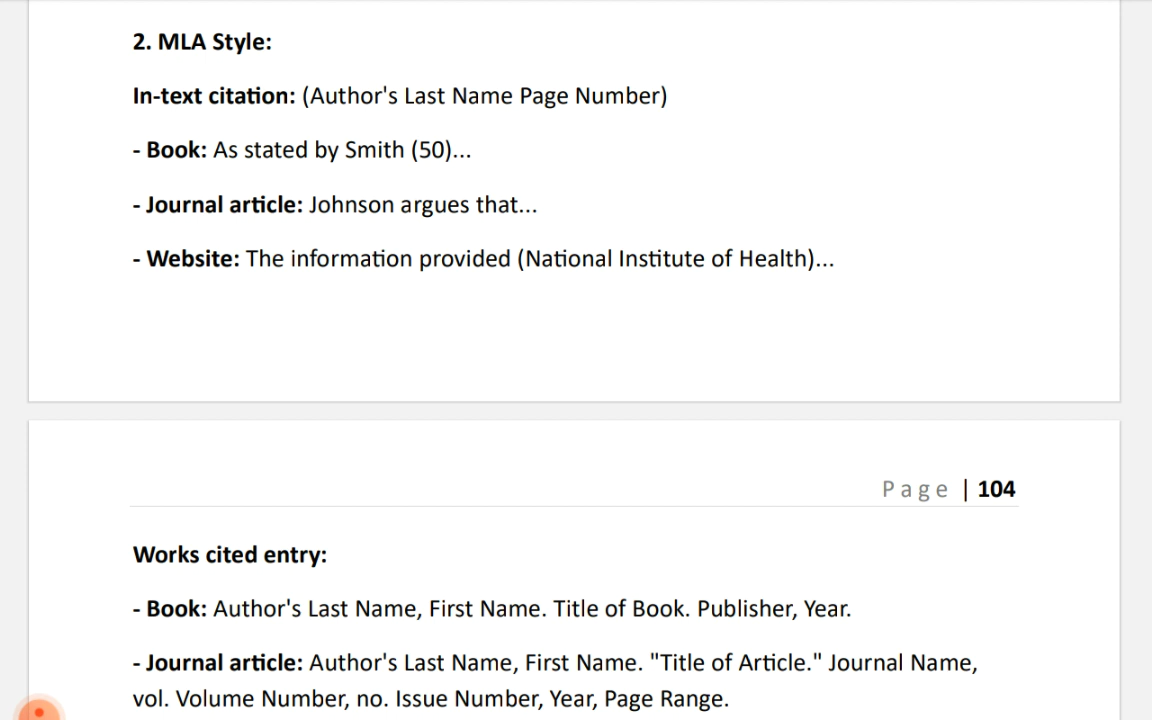 2. MLA Style:
In-text citation: (Author's Last Name Page Number)
- Book: As stated by Smith (50)...
- Journal article: Johnson argues that...
- Website: The information provided (National Institute of Health)...
Page | 104
Works cited entry:
- Book: Author's Last Name, First Name. Title of Book. Publisher, Year.
- Journal article: Author's Last Name, First Name. "Title of Article." Journal Name,
vol. Volume Number, no. Issue Number, Year, Page Range.